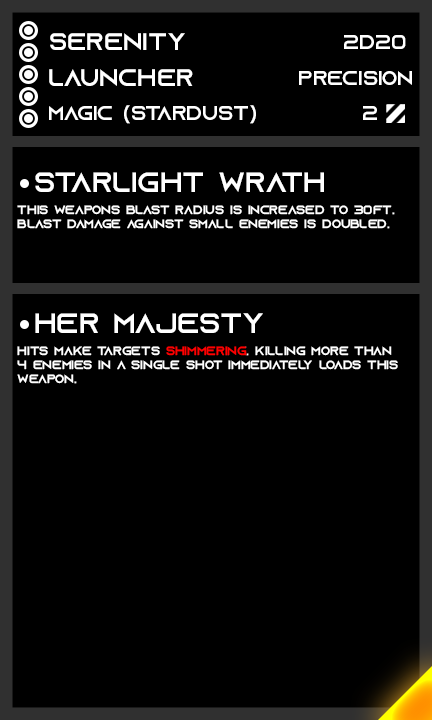 SERENITY 2D20
LAUNCHER PRECISION
MAGIC (STARDUST) 2
•STARLIGHT WRATH
THIS WEAPONS BLAST RADIUS IS INCREASED TO 30FT.
BLAST DAMAGE AGAINST SMALL ENEMIES IS DOUBLED.
•HER MAJESTY
HITS MAKE TARGETS SHIMMERING. KILLING MORE THAN
4 ENEMIES IN A SINGLE SHOT IMMEDIATELY LOADS THIS
WEAPON.